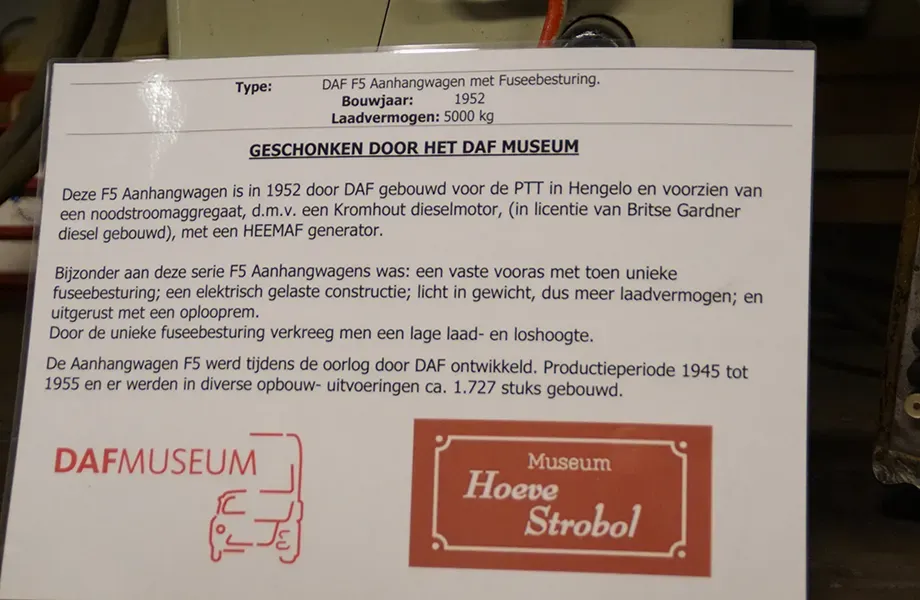 Type: DAF F5 Aanhangwagen met Fuseebesturing.
Bouwjaar: 1952
Laadvermogen: 5000 kg
GESCHONKEN DOOR HET DAF MUSEUM
Deze F5 Aanhangwagen is in 1952 door DAF gebouwd voor de PTT in Hengelo en voorzien van
een noodstroomaggregaat, d.m.v. een Kromhout dieselmotor, (in licentie van Britse Gardner
diesel gebouwd), met een HEEMAF generator.
Bijzonder aan deze serie F5 Aanhangwagens was: een vaste vooras met toen unieke
fuseebesturing; een elektrisch gelaste constructie; licht in gewicht, dus meer laadvermogen; en
uitgerust met een oplooprem.
Door de unieke fuseebesturing verkreeg men een lage laad- en loshoogte.
De Aanhangwagen F5 werd tijdens de oorlog door DAF ontwikkeld. Productieperiode 1945 tot
1955 en er werden in diverse opbouw- uitvoeringen ca. 1.727 stuks gebouwd.
DAFMUSEUM
Museum
Hoeve
Strobol